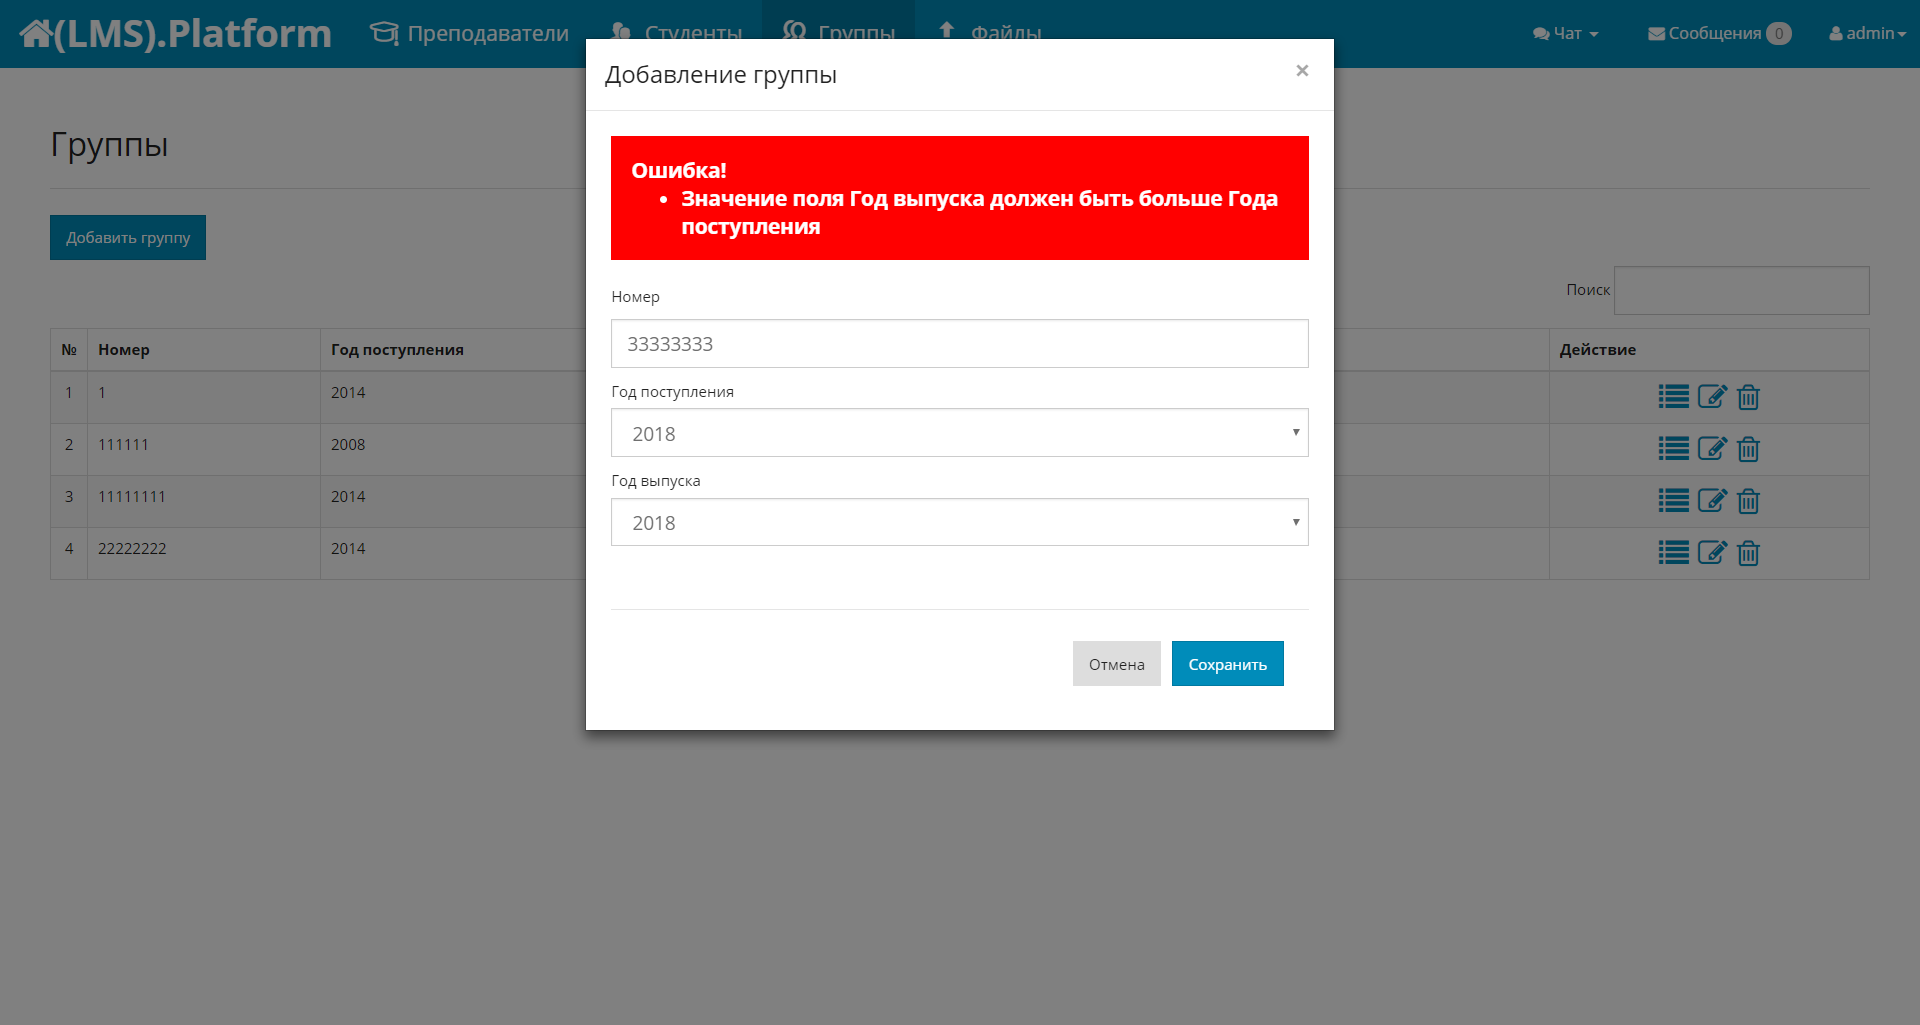 (LMS).Platform
Преподаватели
Студенты
Группы
Файлы
Чат
Сообщения 0
admin
Группы
Добавить группу
Поиск
№ Номер Год поступления Действие
1 1 2014
2 111111 2008
3 11111111 2014
4 22222222 2014
Добавление группы
×
Ошибка!
• Значение поля Год выпуска должен быть больше Года
поступления
Номер
33333333
Год поступления
2018
Год выпуска
2018
Отмена
Сохранить